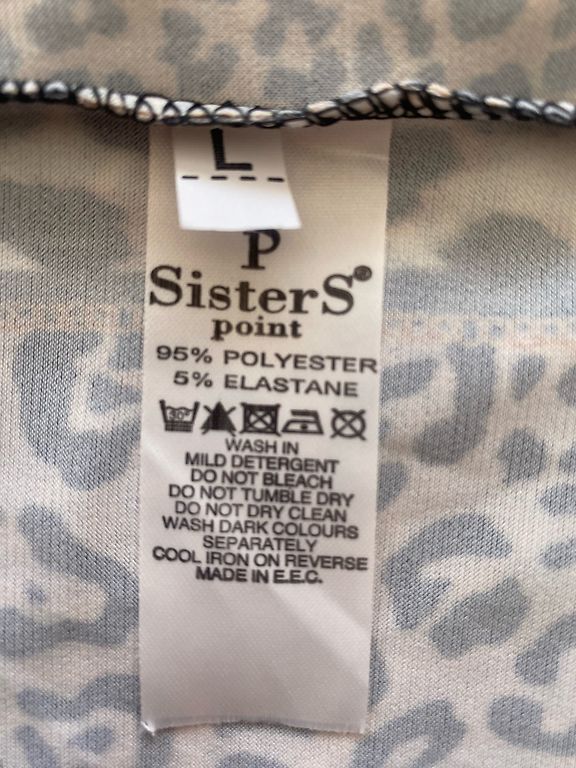 L
P
SisterS®
point
95% POLYESTER
5% ELASTANE
30°
WASH IN
MILD DETERGENT
DO NOT BLEACH
DO NOT TUMBLE DRY
DO NOT DRY CLEAN
WASH DARK COLOURS
SEPARATELY
COOL IRON ON REVERSE
MADE IN E.E.C.